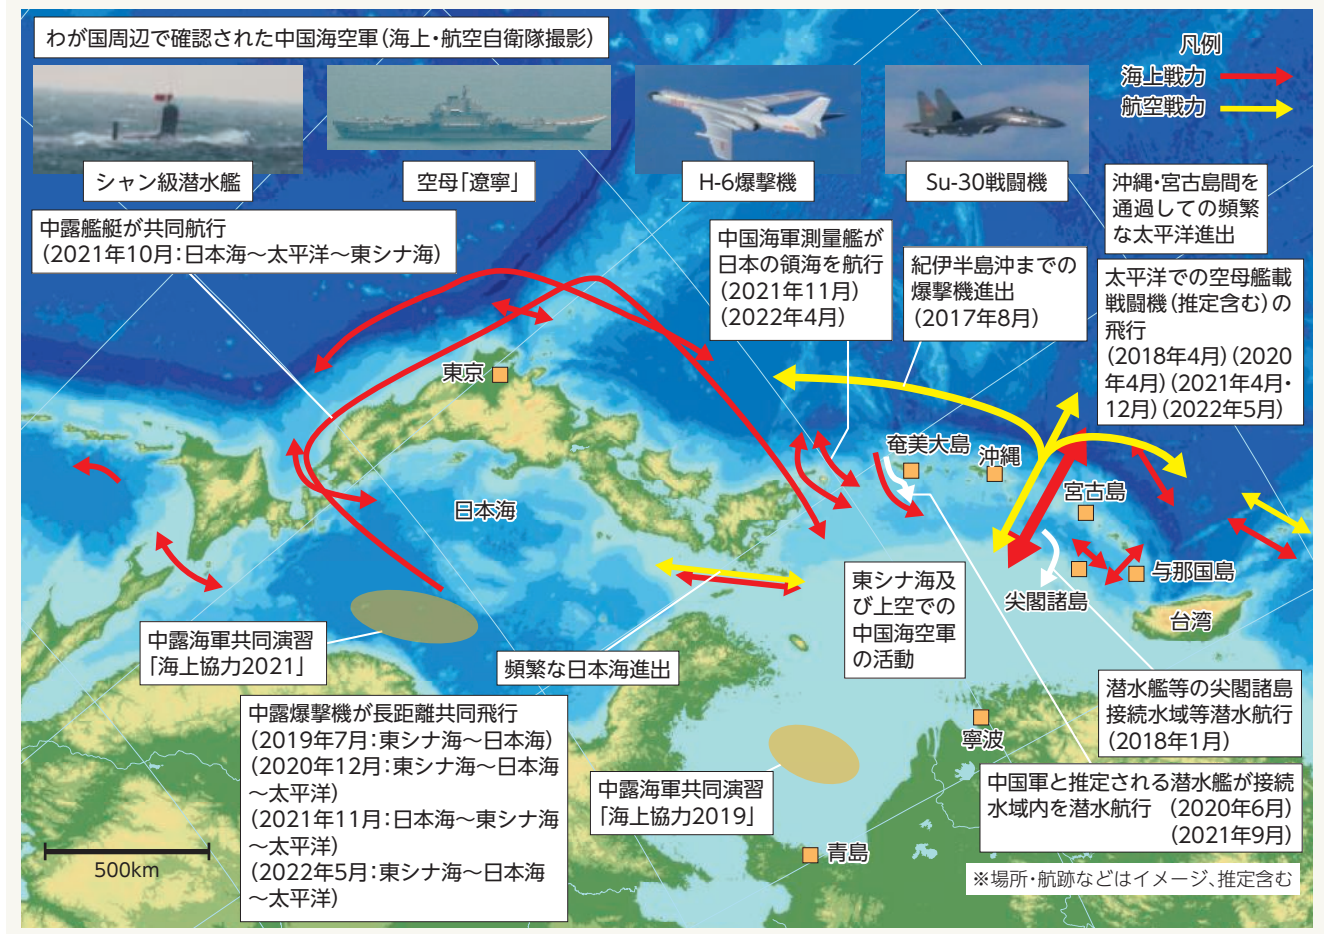 わが国周辺で確認された中国海空軍(海上・航空自衛隊撮影)
凡例
海上戦力
航空戦力
シャン級潜水艦
空母「遼寧」
H-6爆撃機
Su-30戦闘機
沖縄・宮古島間を
通過しての頻繁
な太平洋進出
中露艦艇が共同航行
(2021年10月:日本海～太平洋～東シナ海)
中国海軍測量艦が
日本の領海を航行
(2021年11月)
(2022年4月)
紀伊半島沖までの
爆撃機進出
(2017年8月)
太平洋での空母艦載
戦闘機(推定含む)の
飛行
(2018年4月)(2020
年4月)(2021年4月・
12月)(2022年5月)
東京
奄美大島
沖縄
宮古島
日本海
与那国島
尖閣諸島
台湾
東シナ海及
び上空での
中国海空軍
の活動
中露海軍共同演習
「海上協力2021」
頻繁な日本海進出
潜水艦等の尖閣諸島
接続水域等潜水航行
(2018年1月)
中露爆撃機が長距離共同飛行
(2019年7月:東シナ海～日本海)
(2020年12月:東シナ海～日本海
～太平洋)
(2021年11月:日本海～東シナ海
～太平洋)
(2022年5月:東シナ海～日本海
～太平洋)
寧波
中露海軍共同演習
「海上協力2019」
中国軍と推定される潜水艦が接続
水域内を潜水航行 (2020年6月)
(2021年9月)
青島
500km
※場所・航跡などはイメージ、推定含む